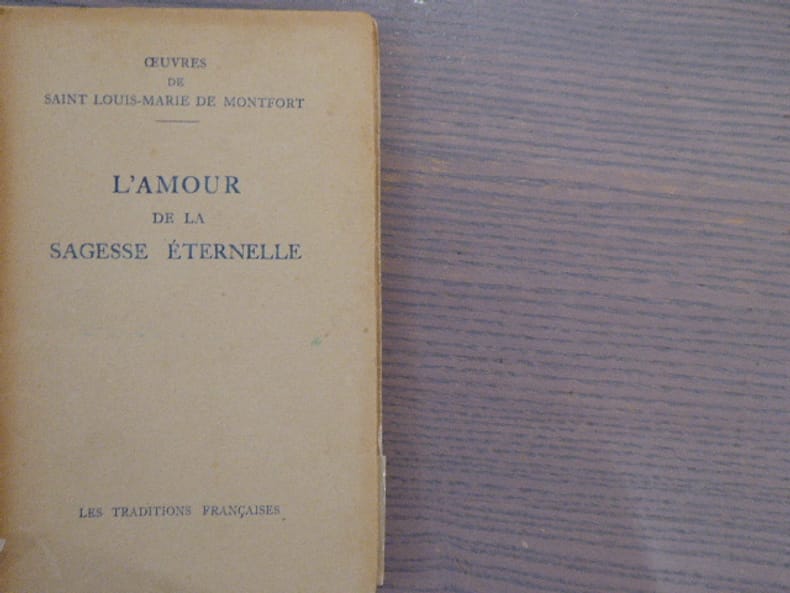 ŒUVRES
DE
SAINT LOUIS-MARIE DE MONTFORT
L'AMOUR
DE LA
SAGESSE ÉTERNELLE
LES TRADITIONS FRANÇAISES